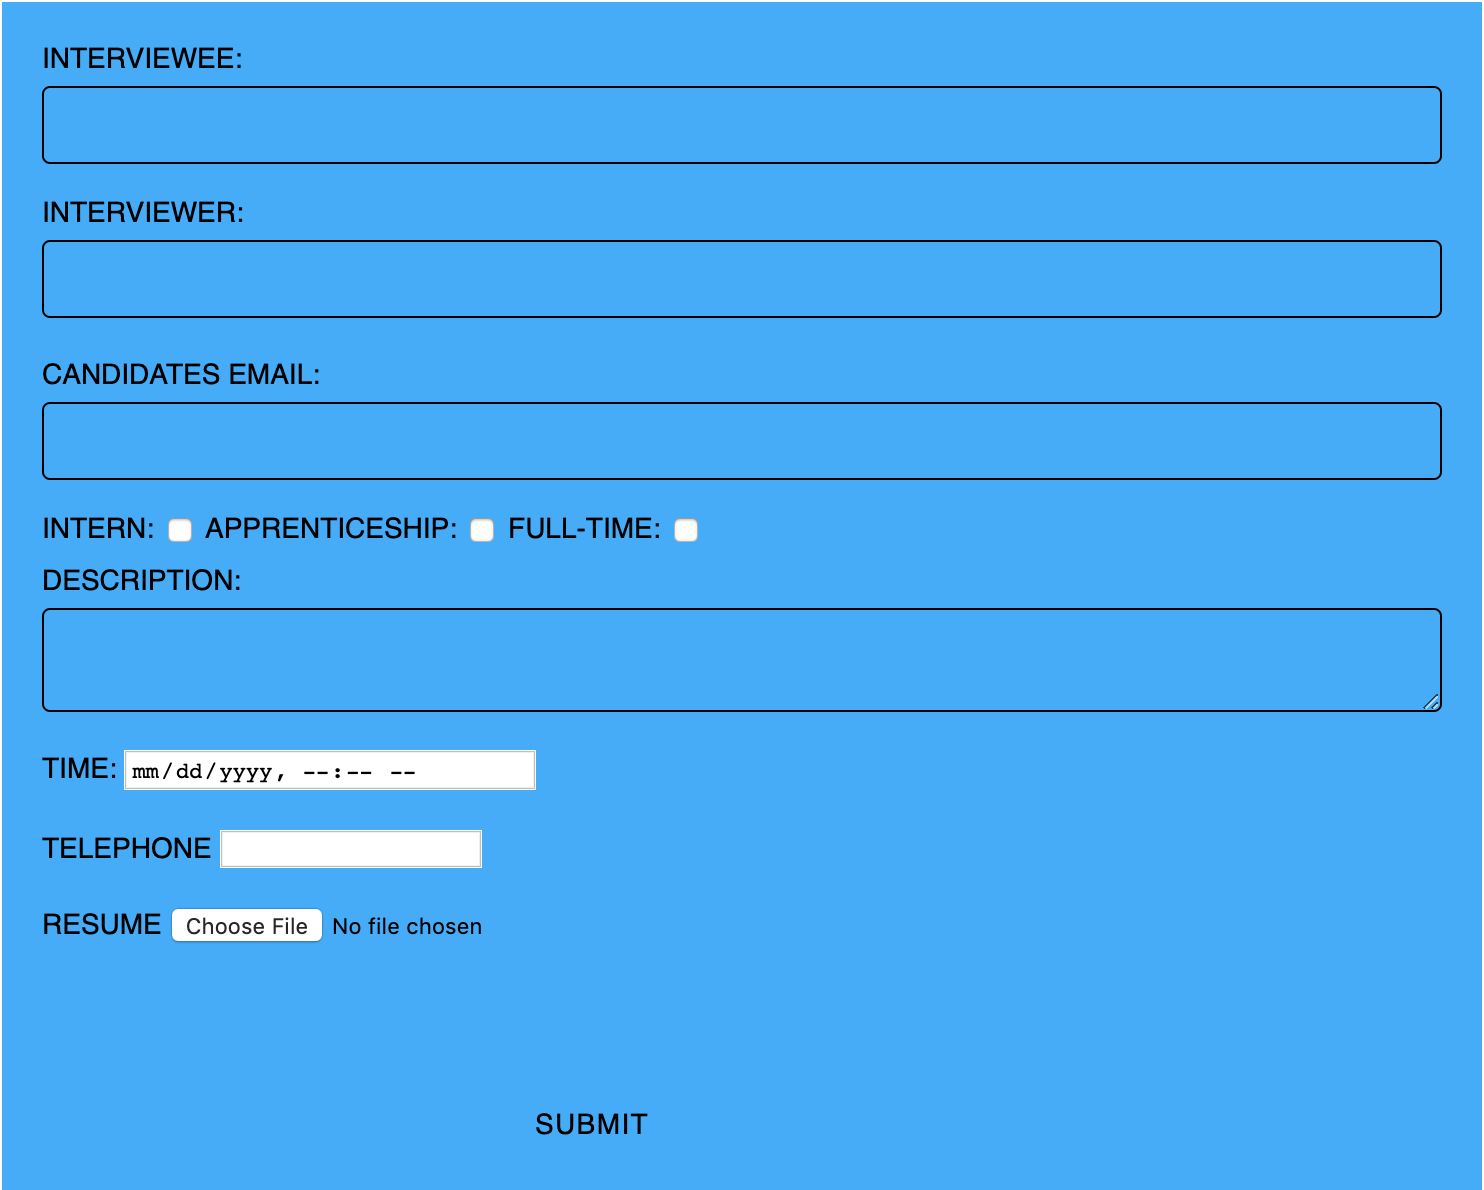 INTERVIEWEE:
INTERVIEWER:
CANDIDATES EMAIL:
INTERN: APPRENTICESHIP: FULL-TIME:
DESCRIPTION:
TIME: mm/dd/yyyy, --:-- --
TELEPHONE
RESUME Choose File No file chosen
SUBMIT